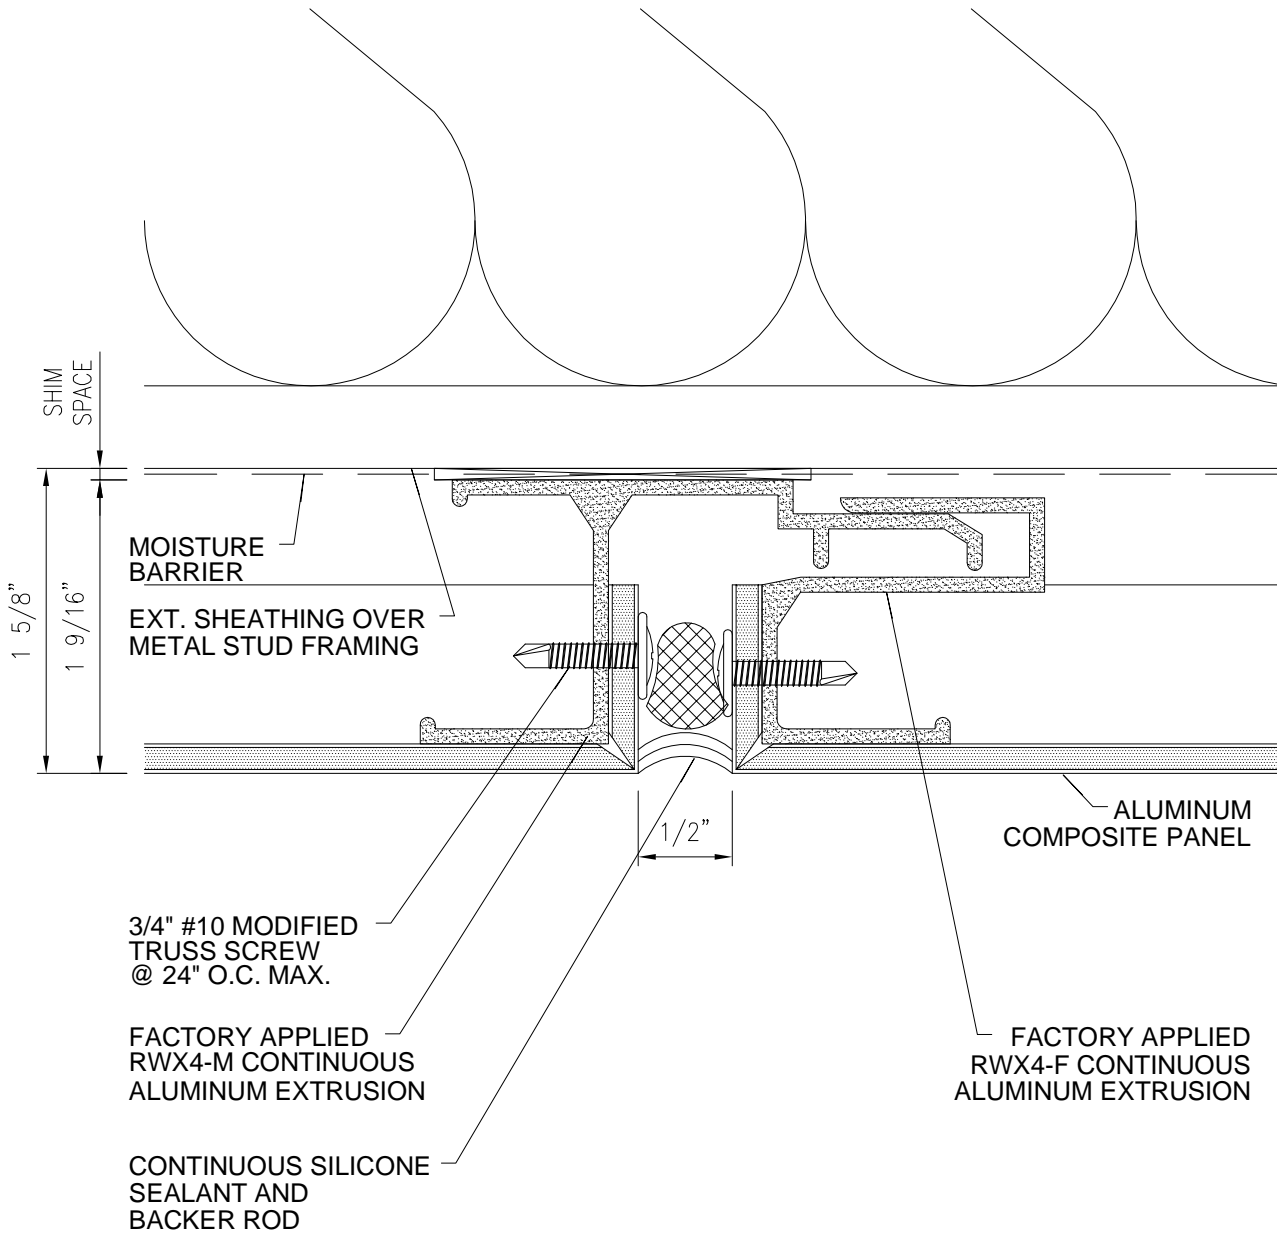 SHIM
SPACE
1 5/8”
1 9/16”
MOISTURE
BARRIER
EXT. SHEATHING OVER
METAL STUD FRAMING
1/2”
ALUMINUM
COMPOSITE PANEL
3/4" #10 MODIFIED
TRUSS SCREW
@ 24" O.C. MAX.
FACTORY APPLIED
RWX4-M CONTINUOUS
ALUMINUM EXTRUSION
FACTORY APPLIED
RWX4-F CONTINUOUS
ALUMINUM EXTRUSION
CONTINUOUS SILICONE
SEALANT AND
BACKER ROD